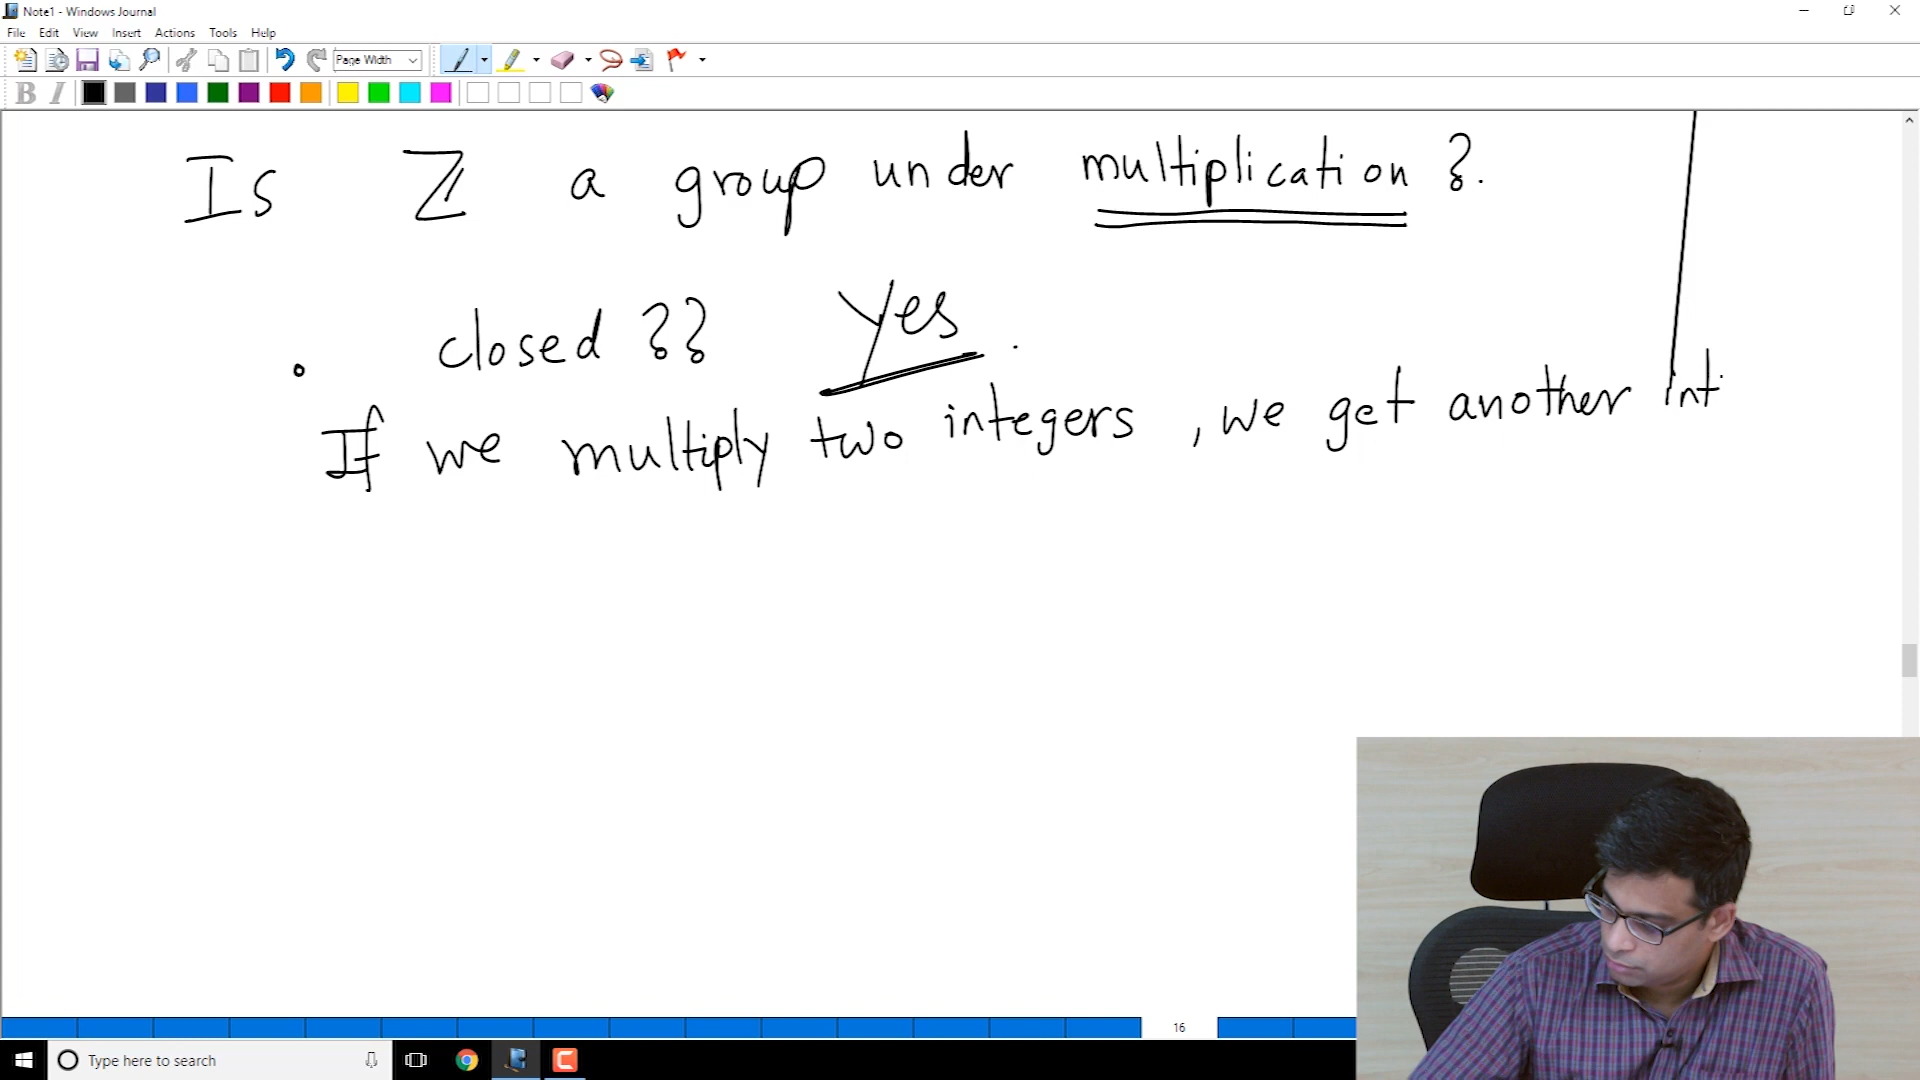 Note1 - Windows Journal
File Edit View Insert Actions Tools Help
Page Width
B I
Is ℤ a group under multiplication ?.
• closed ?? Yes.
If we multiply two integers, we get another int
16
Type here to search